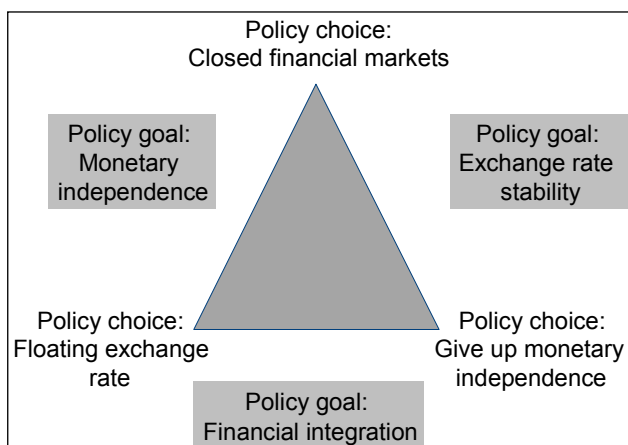 Policy choice:
Closed financial markets
Policy goal:
Monetary
independence
Policy goal:
Exchange rate
stability
Policy choice:
Floating exchange
rate
Policy choice:
Give up monetary
independence
Policy goal:
Financial integration